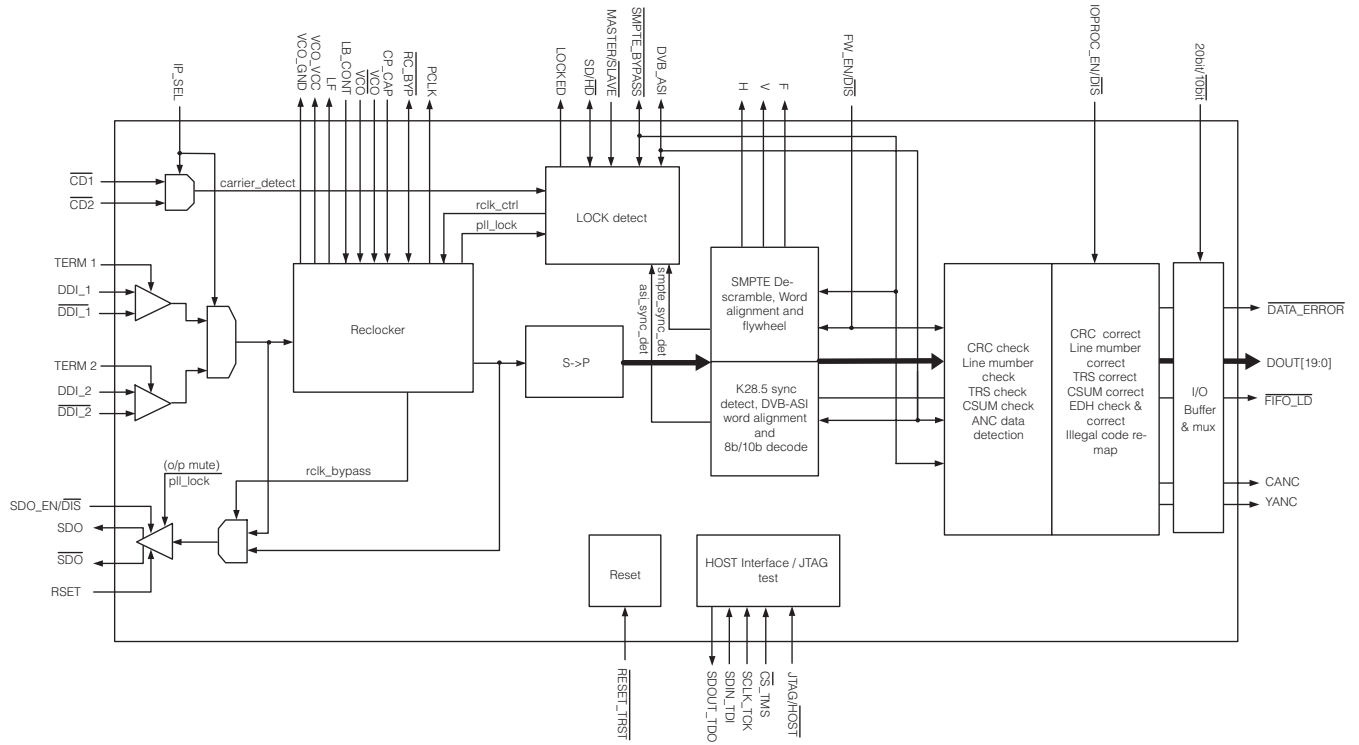 IP_SEL
VCO_GND
VCO_VCC
LF
LB_CONT
VCO
VCO
CP_CAP
RC_BYP
PCLK
LOCKED
SD/HD
MASTER/SLAVE
SMPTE_BYPASS
DVB_ASI
H
V
F
FW_EN/DIS
IOPROC_EN/DIS
20bit/10bit
CD1
CD2
carrier_detect
rclk_ctrl
pll_lock
LOCK detect
TERM 1
DDI_1
DDI_1
TERM 2
DDI_2
DDI_2
Reclocker
S->P
asi_sync_det
smpte_sync_det
SMPTE De-
scramble, Word
alignment and
flywheel
K28.5 sync
detect, DVB-ASI
word alignment
and
8b/10b decode
CRC check
Line number
check
TRS check
CSUM check
ANC data
detection
CRC correct
Line mumber
correct
TRS correct
CSUM correct
EDH check &
correct
Illegal code re-
map
I/O
Buffer
& mux
DATA_ERROR
DOUT[19:0]
FIFO_LD
CANC
YANC
rclk_bypass
(o/p mute)
pll_lock
SDO_EN/DIS
SDO
SDO
RSET
Reset
HOST Interface / JTAG
test
RESET_TRST
SDOUT_TDO
SDIN_TDI
SCLK_TCK
CS_TMS
JTAG/HOST